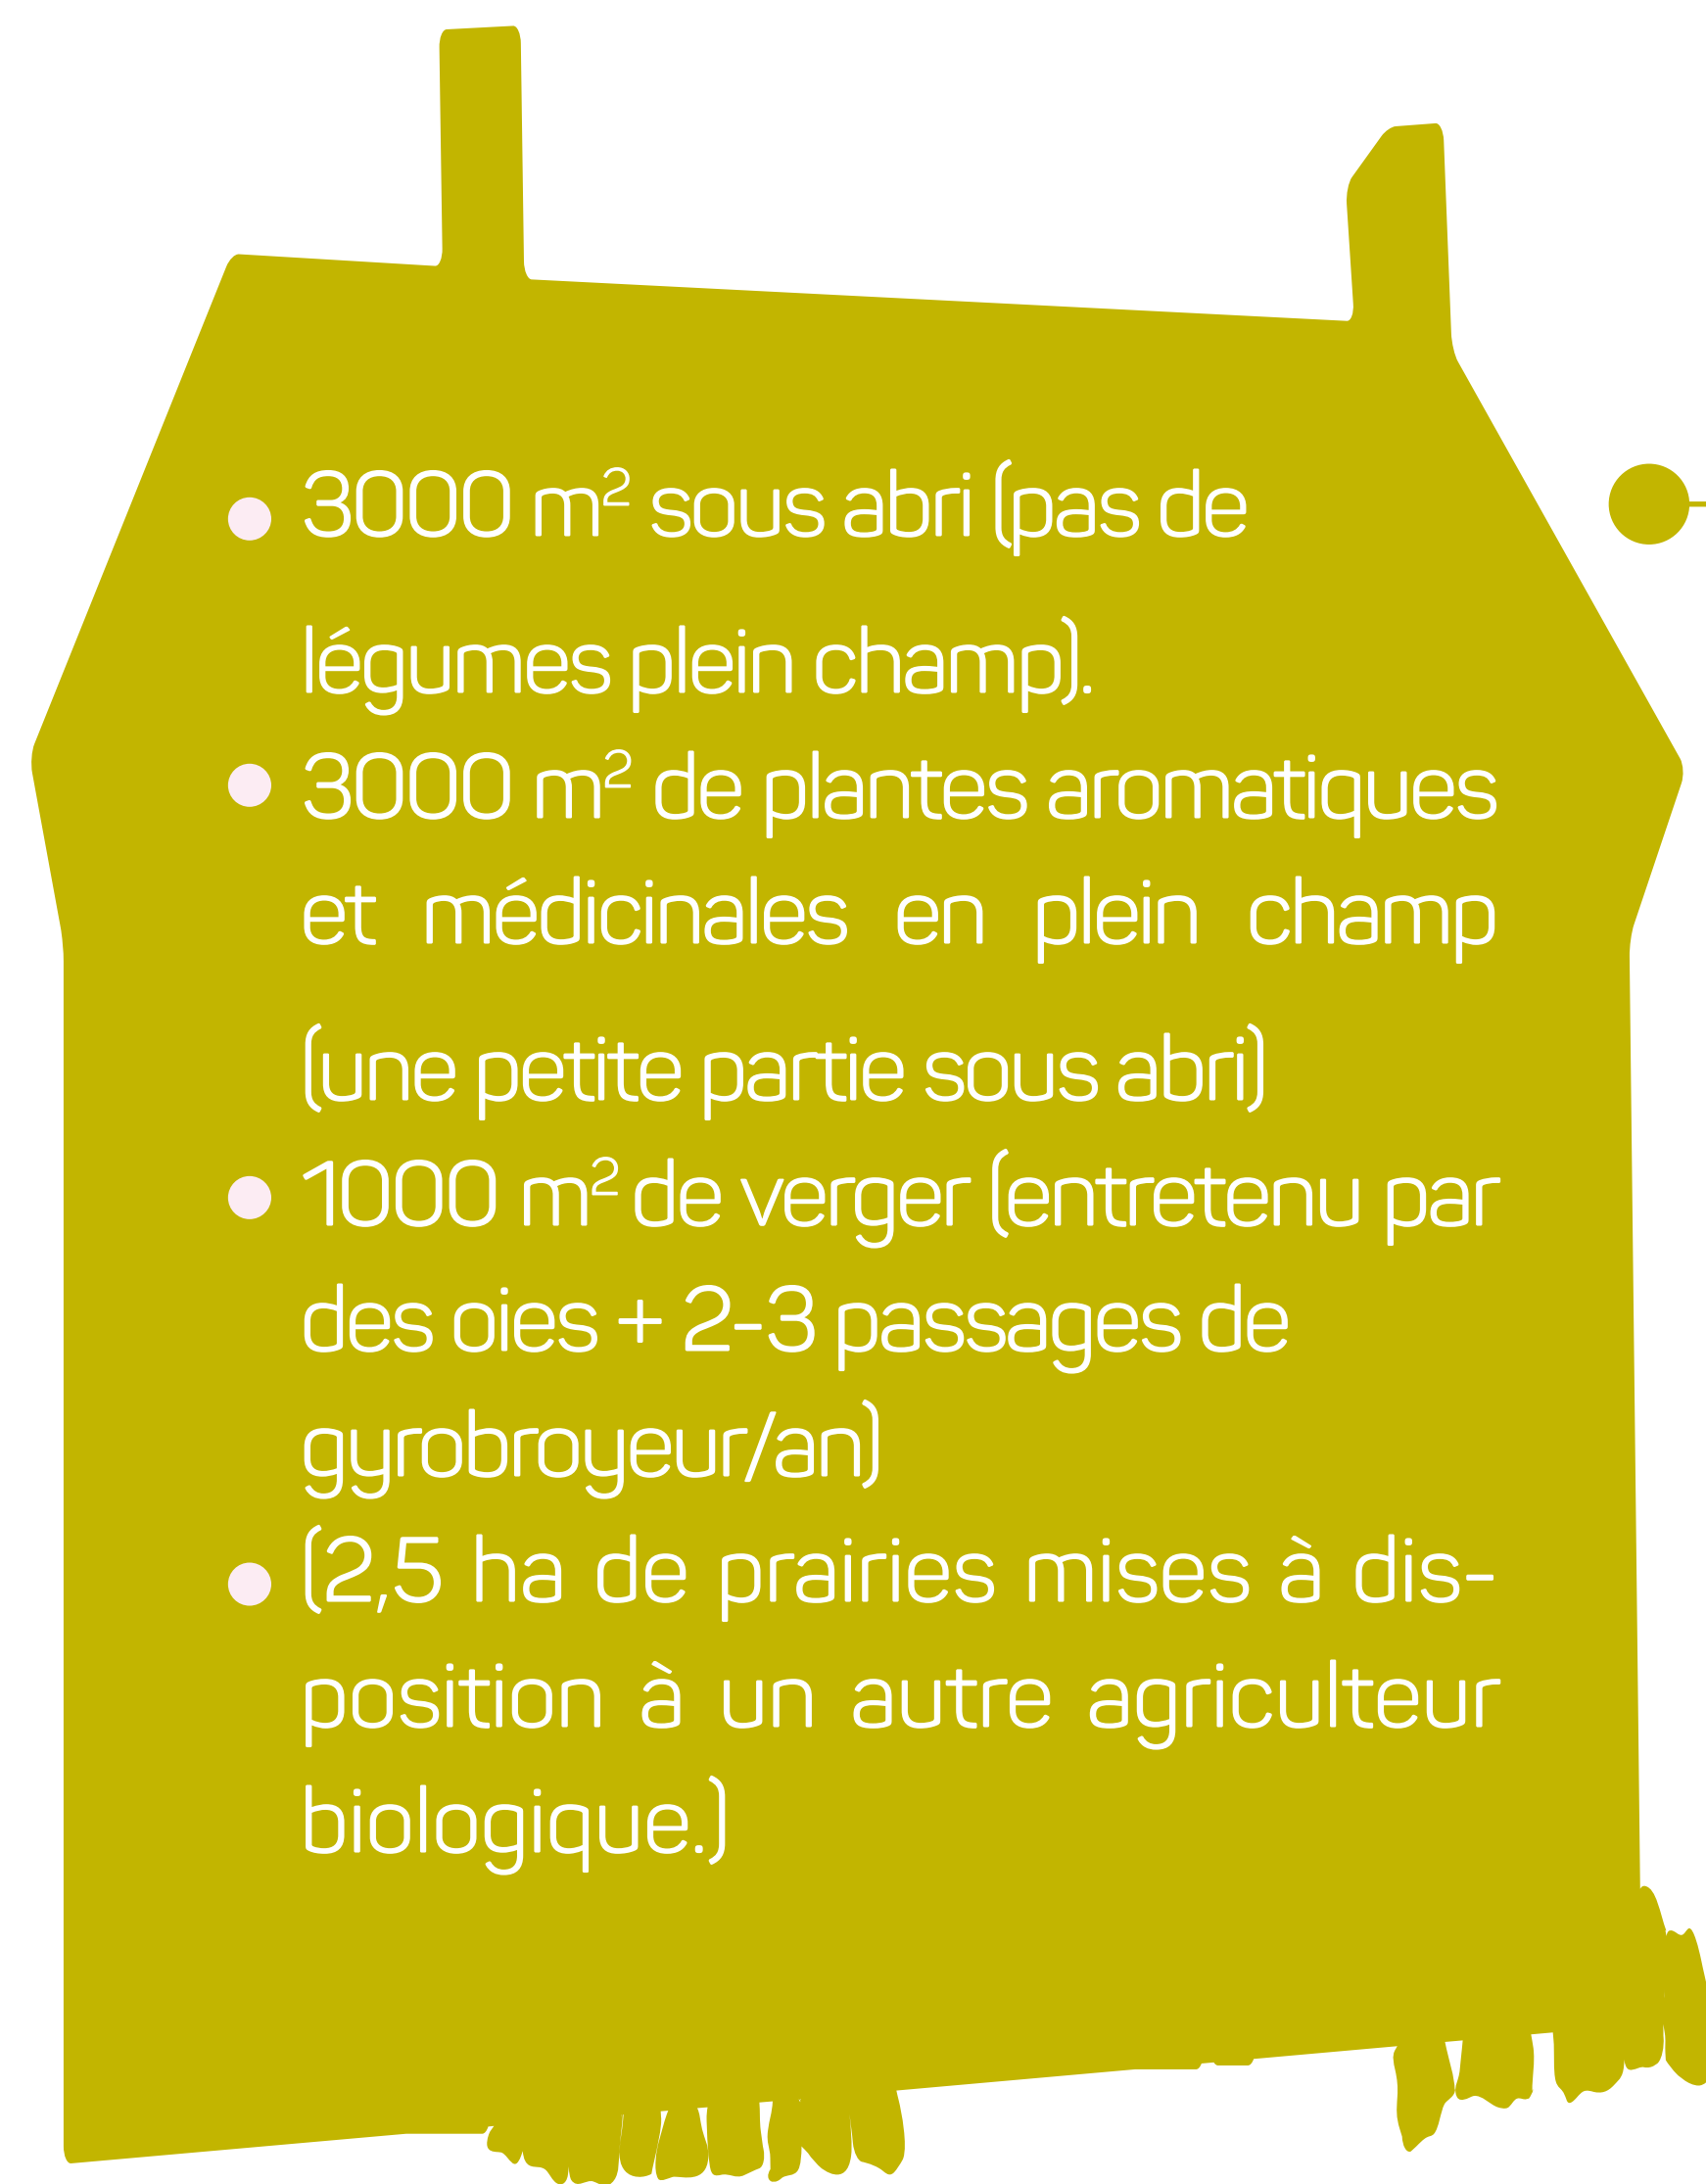 3000 m² sous abri (pas de
légumes plein champ).
3000 m² de plantes aromatiques
et médicinales en plein champ
(une petite partie sous abri)
1000 m² de verger (entretenu par
des oies + 2-3 passages de
gyrobroyeur/an)
(2,5 ha de prairies mises à dis-
position à un autre agriculteur
biologique.)